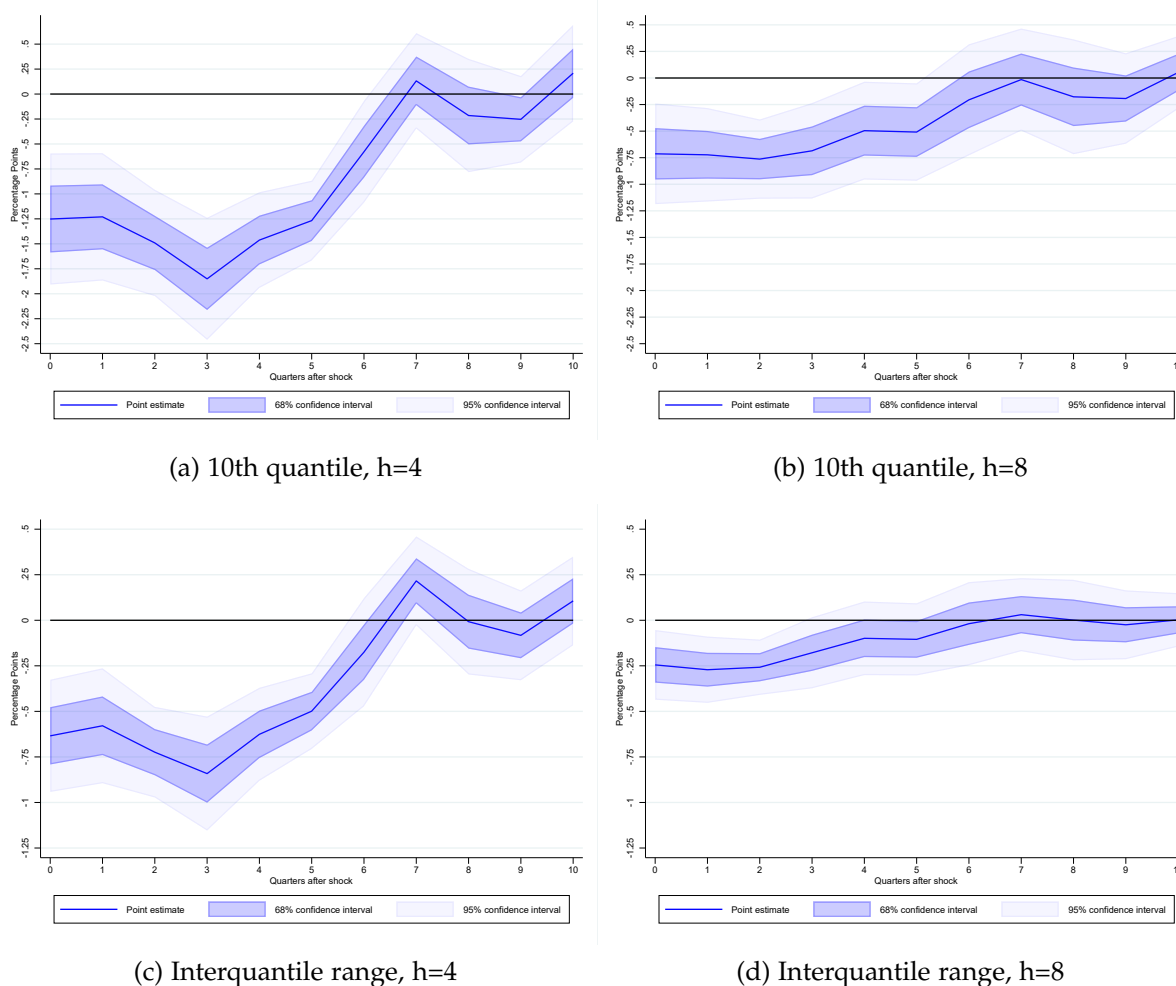 Percentage Points
.5
.25
0
-.25
-.5
-.75
-1
-1.25
-1.5
-1.75
-2
-2.25
-2.5
0 1 2 3 4 5 6 7 8 9 10
Quarters after shock
Point estimate 68% confidence interval 95% confidence interval
(a) 10th quantile, h=4
Percentage Points
.5
.25
0
-.25
-.5
-.75
-1
-1.25
-1.5
-1.75
-2
-2.25
-2.5
0 1 2 3 4 5 6 7 8 9 1
Quarters after shock
Point estimate 68% confidence interval 95% confidence interval
(b) 10th quantile, h=8
Percentage Points
.5
.25
0
-.25
-.5
-.75
-1
-1.25
0 1 2 3 4 5 6 7 8 9 10
Quarters after shock
Point estimate 68% confidence interval 95% confidence interval
(c) Interquantile range, h=4
Percentage Points
.5
.25
0
-.25
-.5
-.75
-1
-1.25
0 1 2 3 4 5 6 7 8 9 1
Quarters after shock
Point estimate 68% confidence interval 95% confidence interval
(d) Interquantile range, h=8